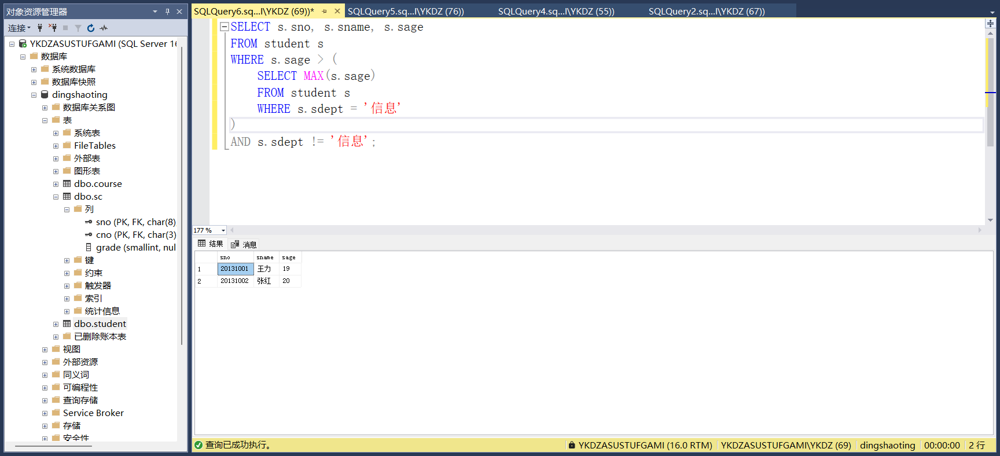 对象资源管理器
连接
YKDZASUSTUFGAMI (SQL Server 16
数据库
系统数据库
数据库快照
dingshaoting
数据库关系图
表
系统表
FileTables
外部表
图形表
dbo.course
dbo.sc
列
sno (PK, FK, char(8)
cno (PK, FK, char(3)
grade (smallint, nul
键
约束
触发器
索引
统计信息
dbo.student
已删除账本表
视图
外部资源
同义词
可编程性
查询存储
Service Broker
存储
安全性
SQLQuery6.sq...I\YKDZ (69))*
SQLQuery5.sq...I\YKDZ (76))
SQLQuery4.sq...I\YKDZ (55))
SQLQuery2.sq...I\YKDZ (67))
SELECT s.sno, s.sname, s.sage
FROM student s
WHERE s.sage > (
SELECT MAX(s.sage)
FROM student s
WHERE s.sdept = '信息'
)
AND s.sdept != '信息';
177 %
结果 消息
sno sname sage
1 20131001 王力 19
2 20131002 张红 20
查询已成功执行。
YKDZASUSTUFGAMI (16.0 RTM)
YKDZASUSTUFGAMI\YKDZ (69)
dingshaoting
00:00:00
2 行